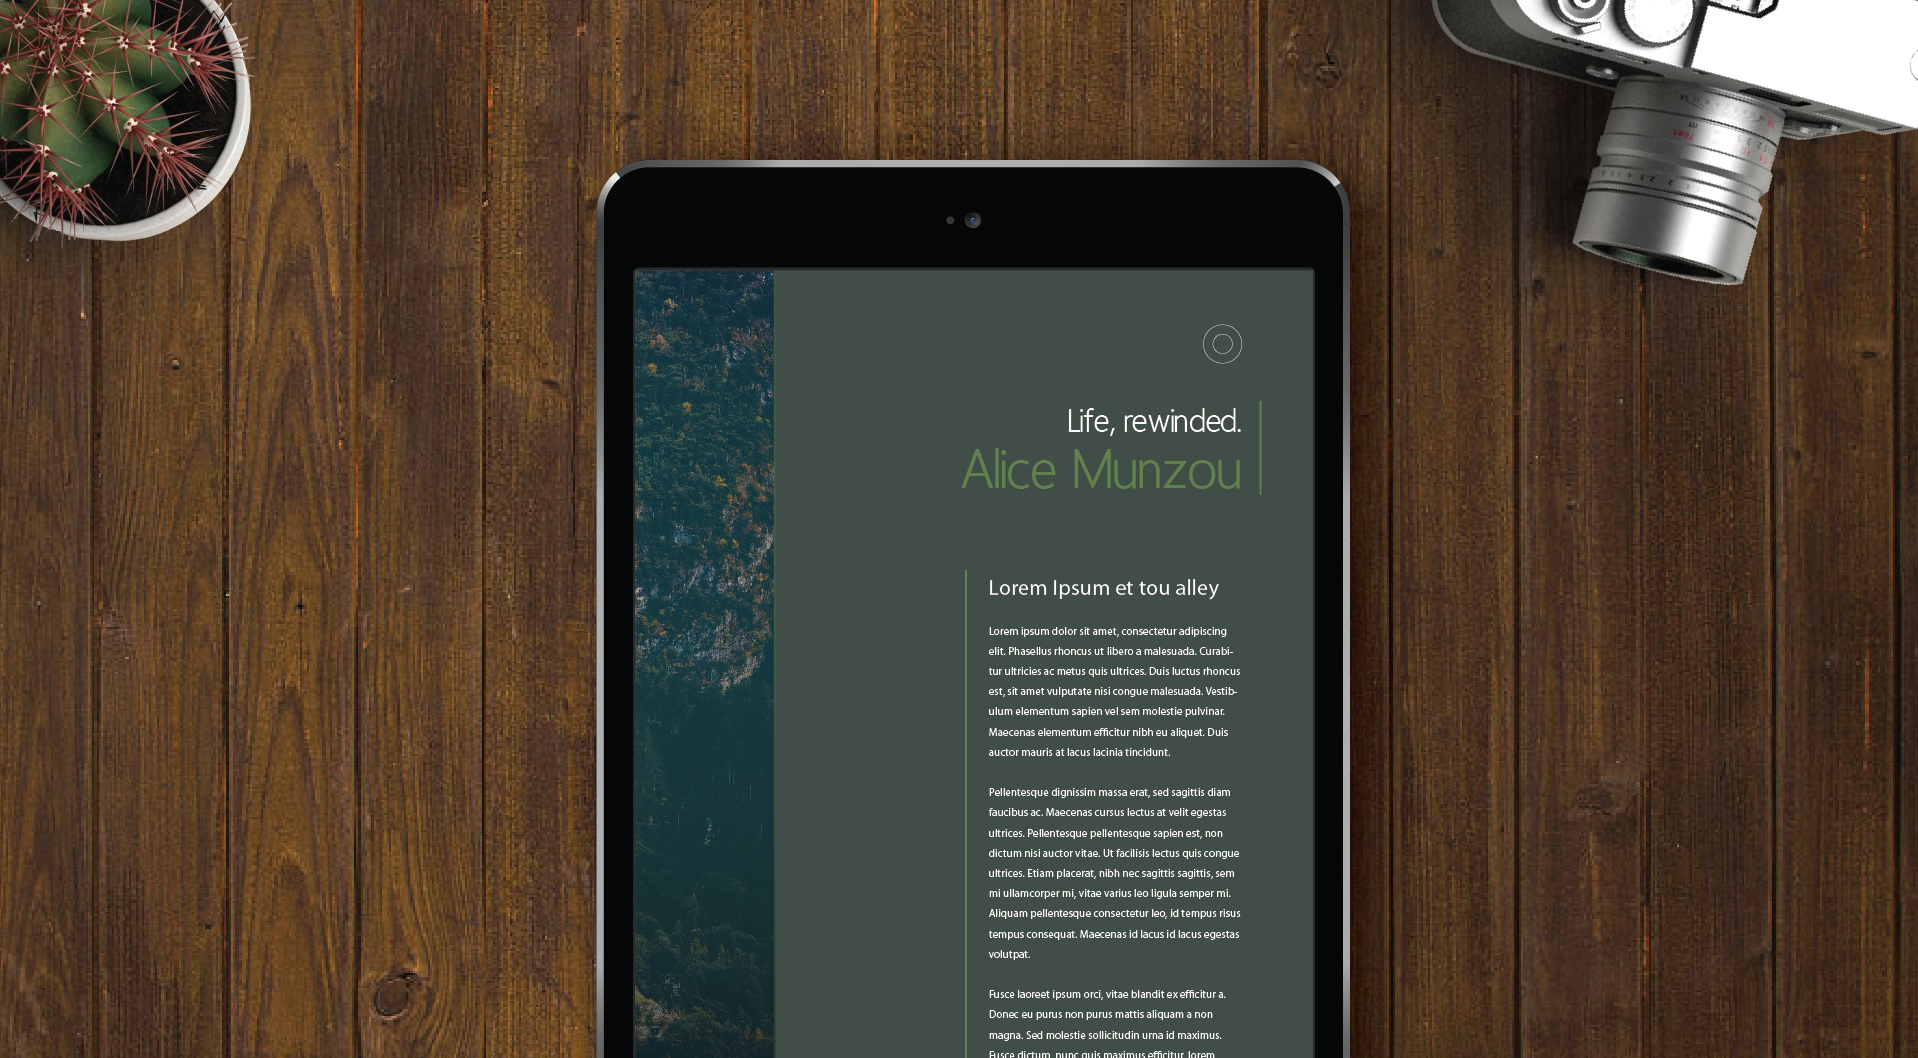 Life, rewinded.
Alice Munzou
Lorem Ipsum et tou alley
Lorem ipsum dolor sit amet, consectetur adipiscing
elit. Phasellus rhoncus ut libero a malesuada. Curabi-
tur ultricies ac metus quis ultrices. Duis luctus rhoncus
est, sit amet vulputate nisi congue malesuada. Vestib-
ulum elementum sapien vel sem molestie pulvinar.
Maecenas elementum efficitur nibh eu aliquet. Duis
auctor mauris at lacus lacinia tincidunt.
Pellentesque dignissim massa erat, sed sagittis diam
faucibus ac. Maecenas cursus lectus at velit egestas
ultrices. Pellentesque pellentesque sapien est, non
dictum nisi auctor vitae. Ut facilisis lectus quis congue
ultrices. Etiam placerat, nibh nec sagittis sagittis, sem
mi ullamcorper mi, vitae varius leo ligula semper mi.
Aliquam pellentesque consectetur leo, id tempus risus
tempus consequat. Maecenas id lacus id lacus egestas
volutpat.
Fusce laoreet ipsum orci, vitae blandit ex efficitur a.
Donec eu purus non purus mattis aliquam a non
magna. Sed molestie sollicitudin urna id maximus.
Fusce dictum, nunc quis maximus efficitur, lorem
feet
m